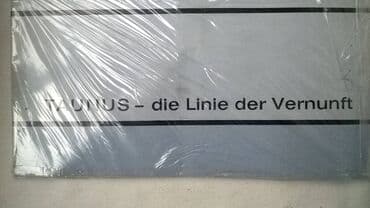 TAUNUS – die Linie der Vernunft